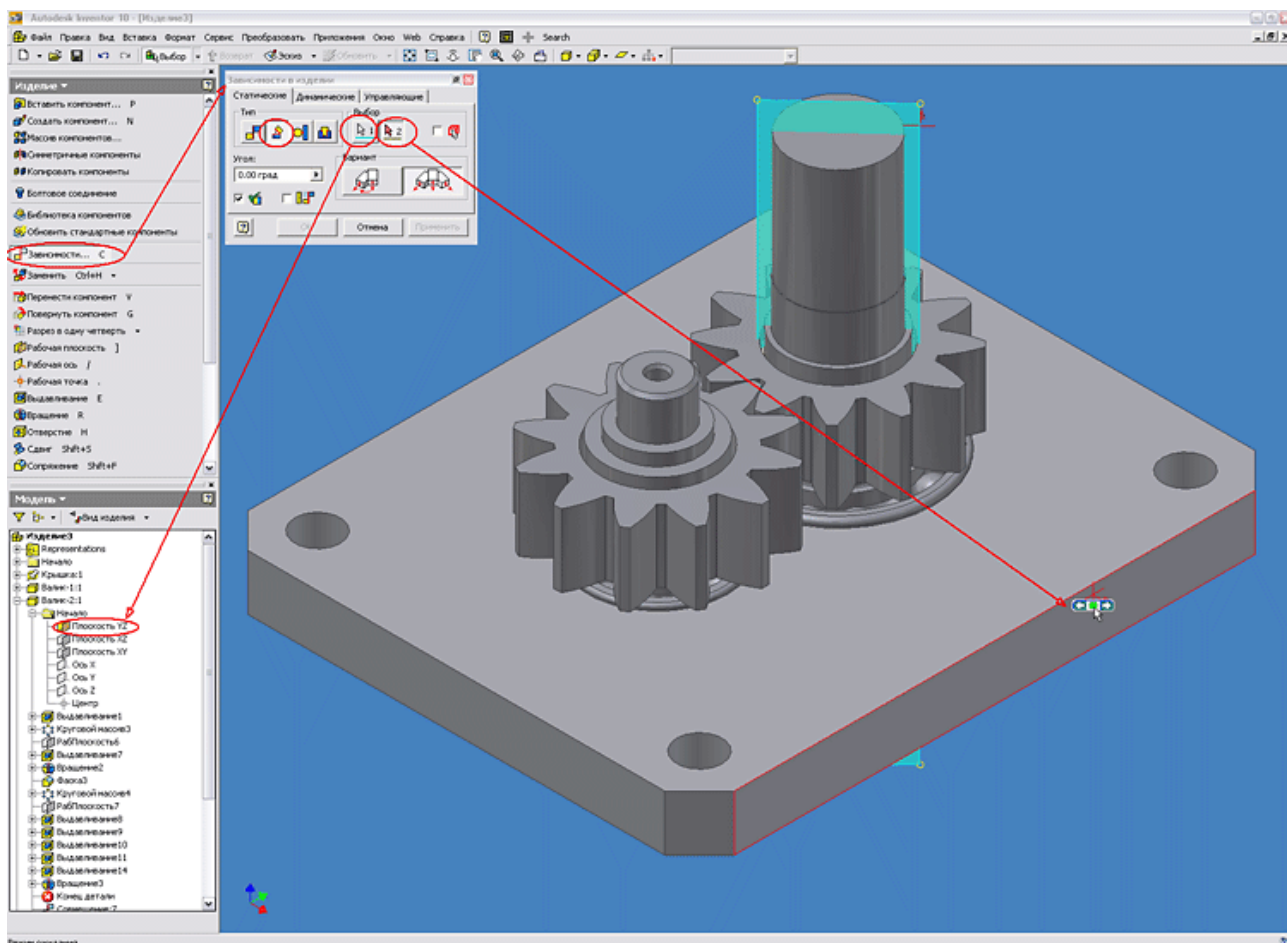 Autodesk Inventor 10 - [Изделие3]
Файл Правка Вид Вставка Формат Сервис Преобразовать Приложения Окно Web Справка Search
Выбор Возврат Эскиз Обновить
Изделие
Вставить компонент... P
Создать компонент... N
Массив компонентов...
Симметричные компоненты
Копировать компоненты
Болтовое соединение
Библиотека компонентов
Обновить стандартные компоненты
Зависимости... C
Заменить Ctrl+H
Перенести компонент V
Повернуть компонент G
Разрез в одну четверть
Рабочая плоскость ]
Рабочая ось /
Рабочая точка .
Выдавливание E
Вращение R
Отверстие H
Сдвиг Shift+S
Сопряжение Shift+F
Зависимости в изделии
Статические Динамические Управляющие
Тип Выбор
1 2
Угол: Вариант
0.00 град
ОК Отмена Применить
Модель
Вид изделия
Изделие3
Representations
Начало
Крышка:1
Валик-1:1
Валик-2:1
Начало
Плоскость YZ
Плоскость XZ
Плоскость XY
Ось X
Ось Y
Ось Z
Центр
Выдавливание1
Круговой массив3
РабПлоскость6
Выдавливание7
Вращение2
Фаска3
Круговой массив4
РабПлоскость7
Выдавливание8
Выдавливание9
Выдавливание10
Выдавливание11
Выдавливание14
Вращение3
Конец детали
Совмещение:7